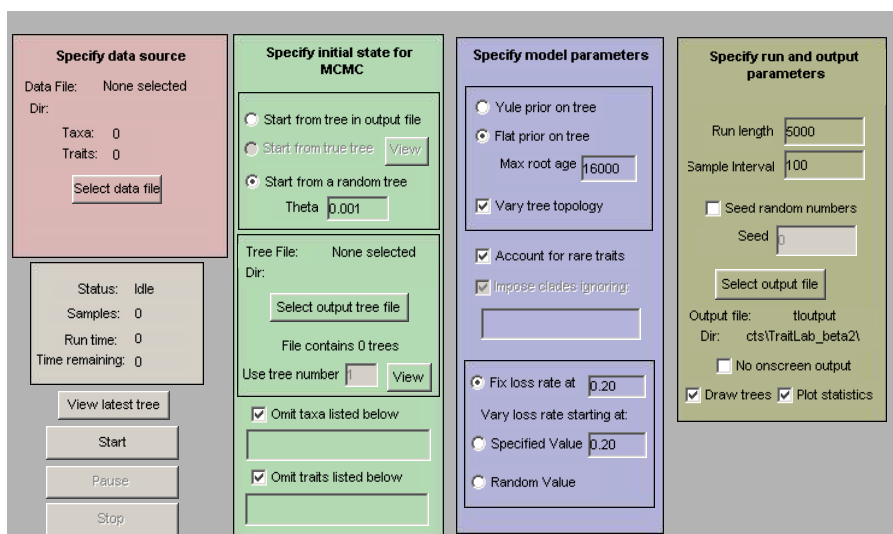 Specify data source
Data File: None selected
Dir:
Taxa: 0
Traits: 0
Select data file
Status: Idle
Samples: 0
Run time: 0
Time remaining: 0
View latest tree
Start
Pause
Stop
Specify initial state for
MCMC
Start from tree in output file
Start from true tree View
Start from a random tree
Theta 0.001
Tree File: None selected
Dir:
Select output tree file
File contains 0 trees
Use tree number 1 View
Omit taxa listed below
Omit traits listed below
Specify model parameters
Yule prior on tree
Flat prior on tree
Max root age 16000
Vary tree topology
Account for rare traits
Impose clades ignoring:
Fix loss rate at 0.20
Vary loss rate starting at:
Specified Value 0.20
Random Value
Specify run and output
parameters
Run length 5000
Sample Interval 100
Seed random numbers
Seed 0
Select output file
Output file: tloutput
Dir: cts\TraitLab_beta2\
No onscreen output
Draw trees Plot statistics